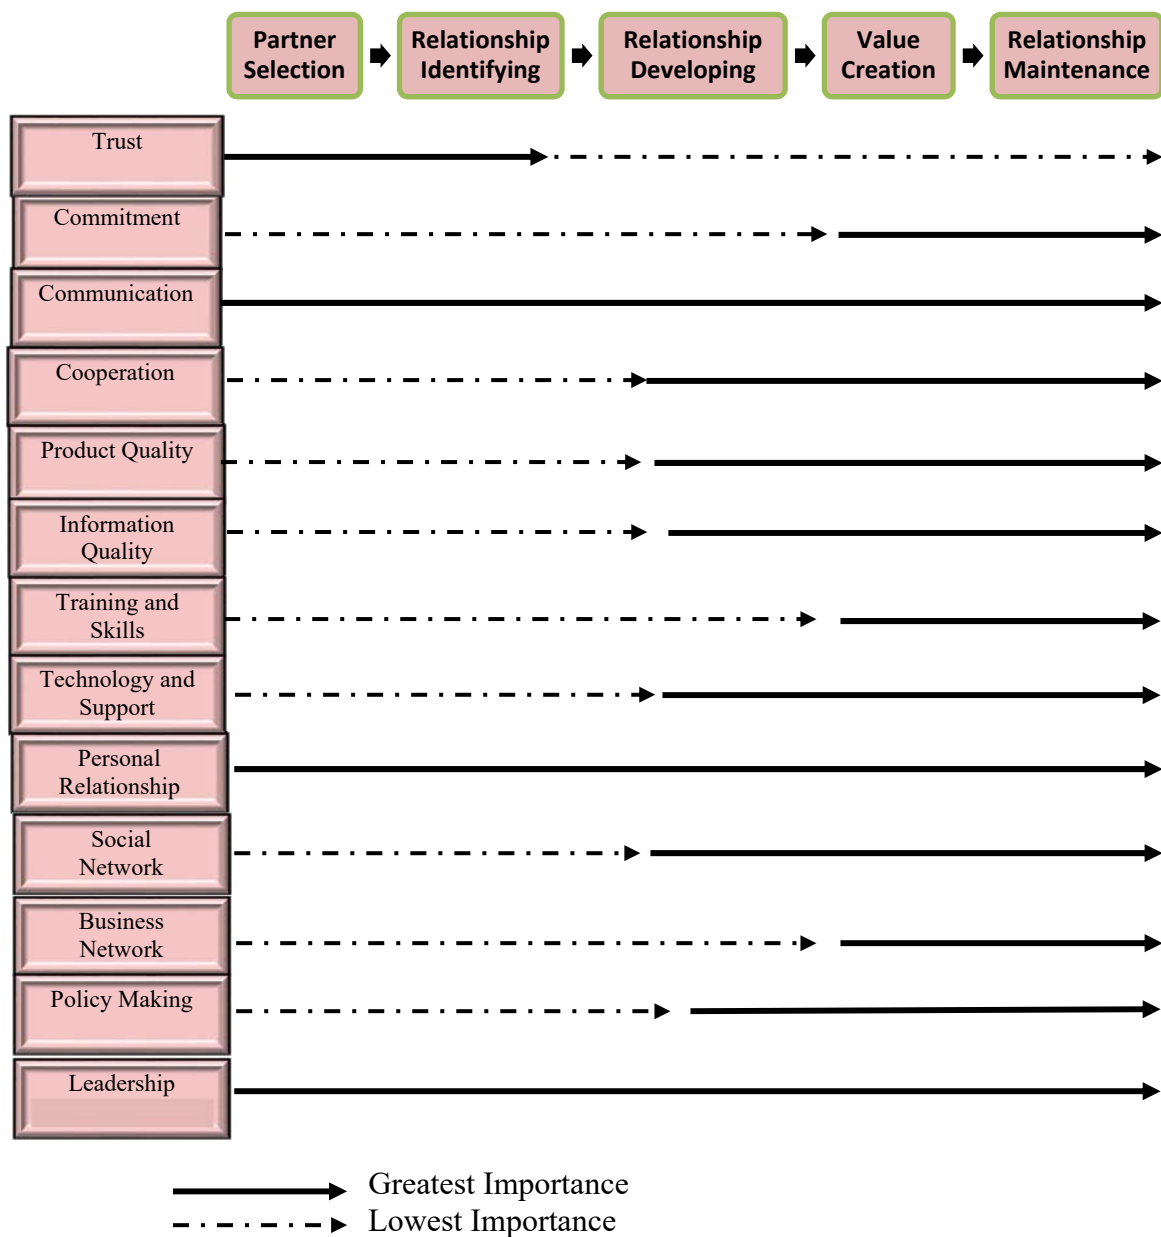 Partner
Selection
Relationship
Identifying
Relationship
Developing
Value
Creation
Relationship
Maintenance
Trust
Commitment
Communication
Cooperation
Product Quality
Information
Quality
Training and
Skills
Technology and
Support
Personal
Relationship
Social
Network
Business
Network
Policy Making
Leadership
Greatest Importance
Lowest Importance